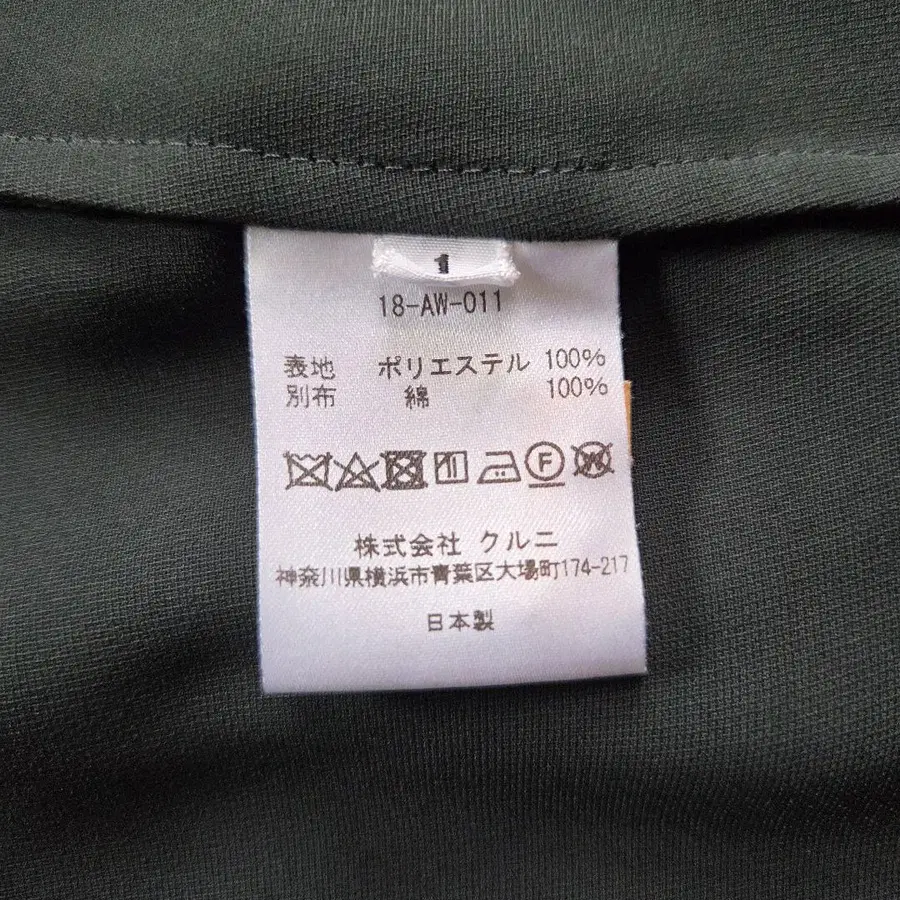 1
18-AW-011
表地 ポリエステル 100%
別布 綿 100%
F W
株式会社 クルニ
神奈川県横浜市青葉区大場町174-217
日本製